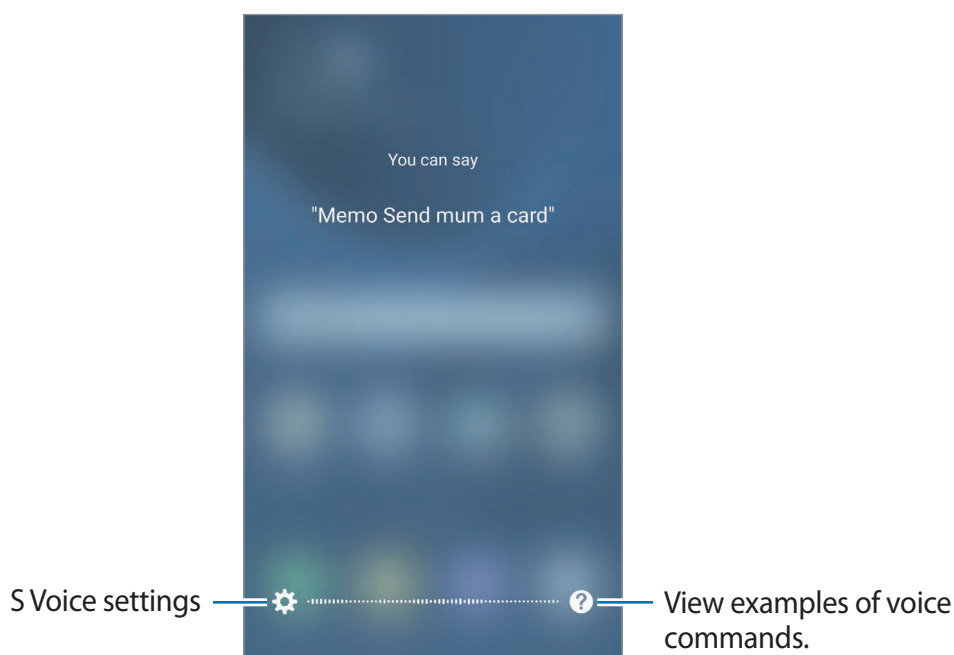 You can say
"Memo Send mum a card"
S Voice settings
View examples of voice
commands.